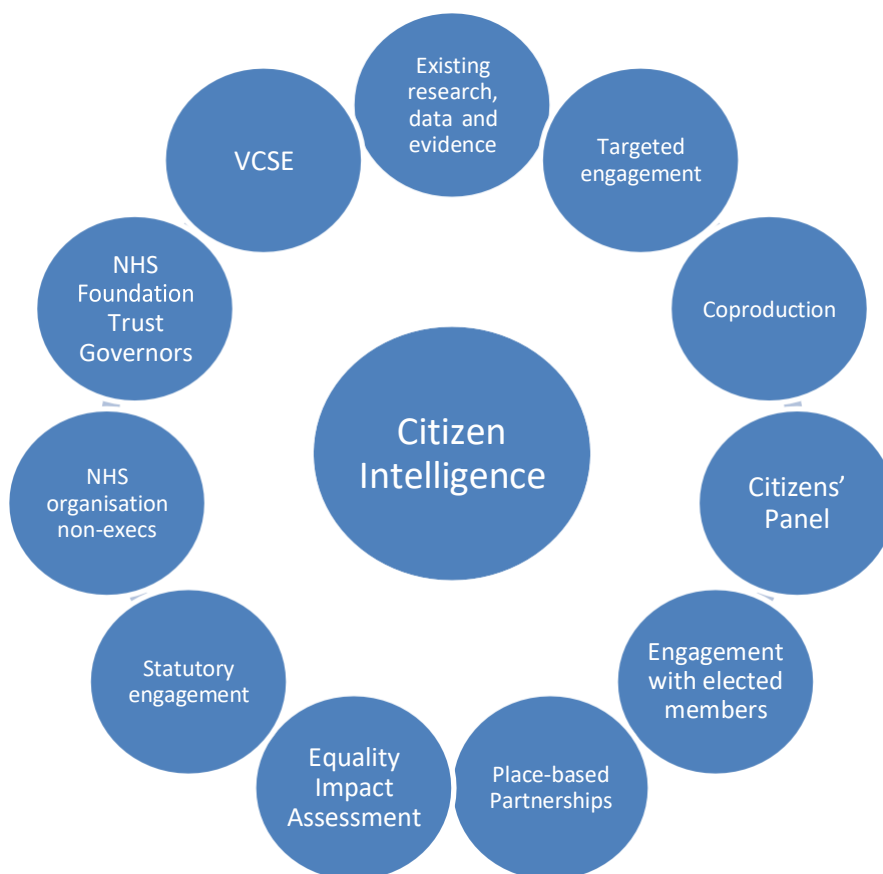 Existing
research,
data and
evidence
Targeted
engagement
Coproduction
Citizens’
Panel
Engagement
with elected
members
Place-based
Partnerships
Equality
Impact
Assessment
Statutory
engagement
NHS
organisation
non-execs
NHS
Foundation
Trust
Governors
VCSE
Citizen
Intelligence